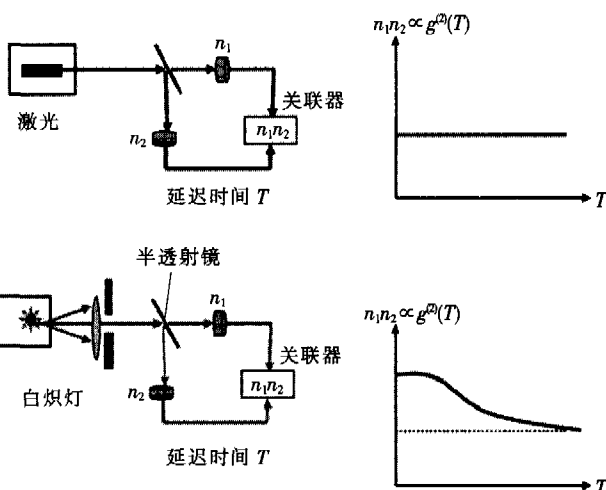 n₁n₂∝g⁽²⁾(T)
n₁
关联器
激光
n₂
n₁n₂
延迟时间 T
T
半透射镜
n₁
n₁n₂∝g⁽²⁾(T)
关联器
n₁n₂
白炽灯
n₂
延迟时间 T
T